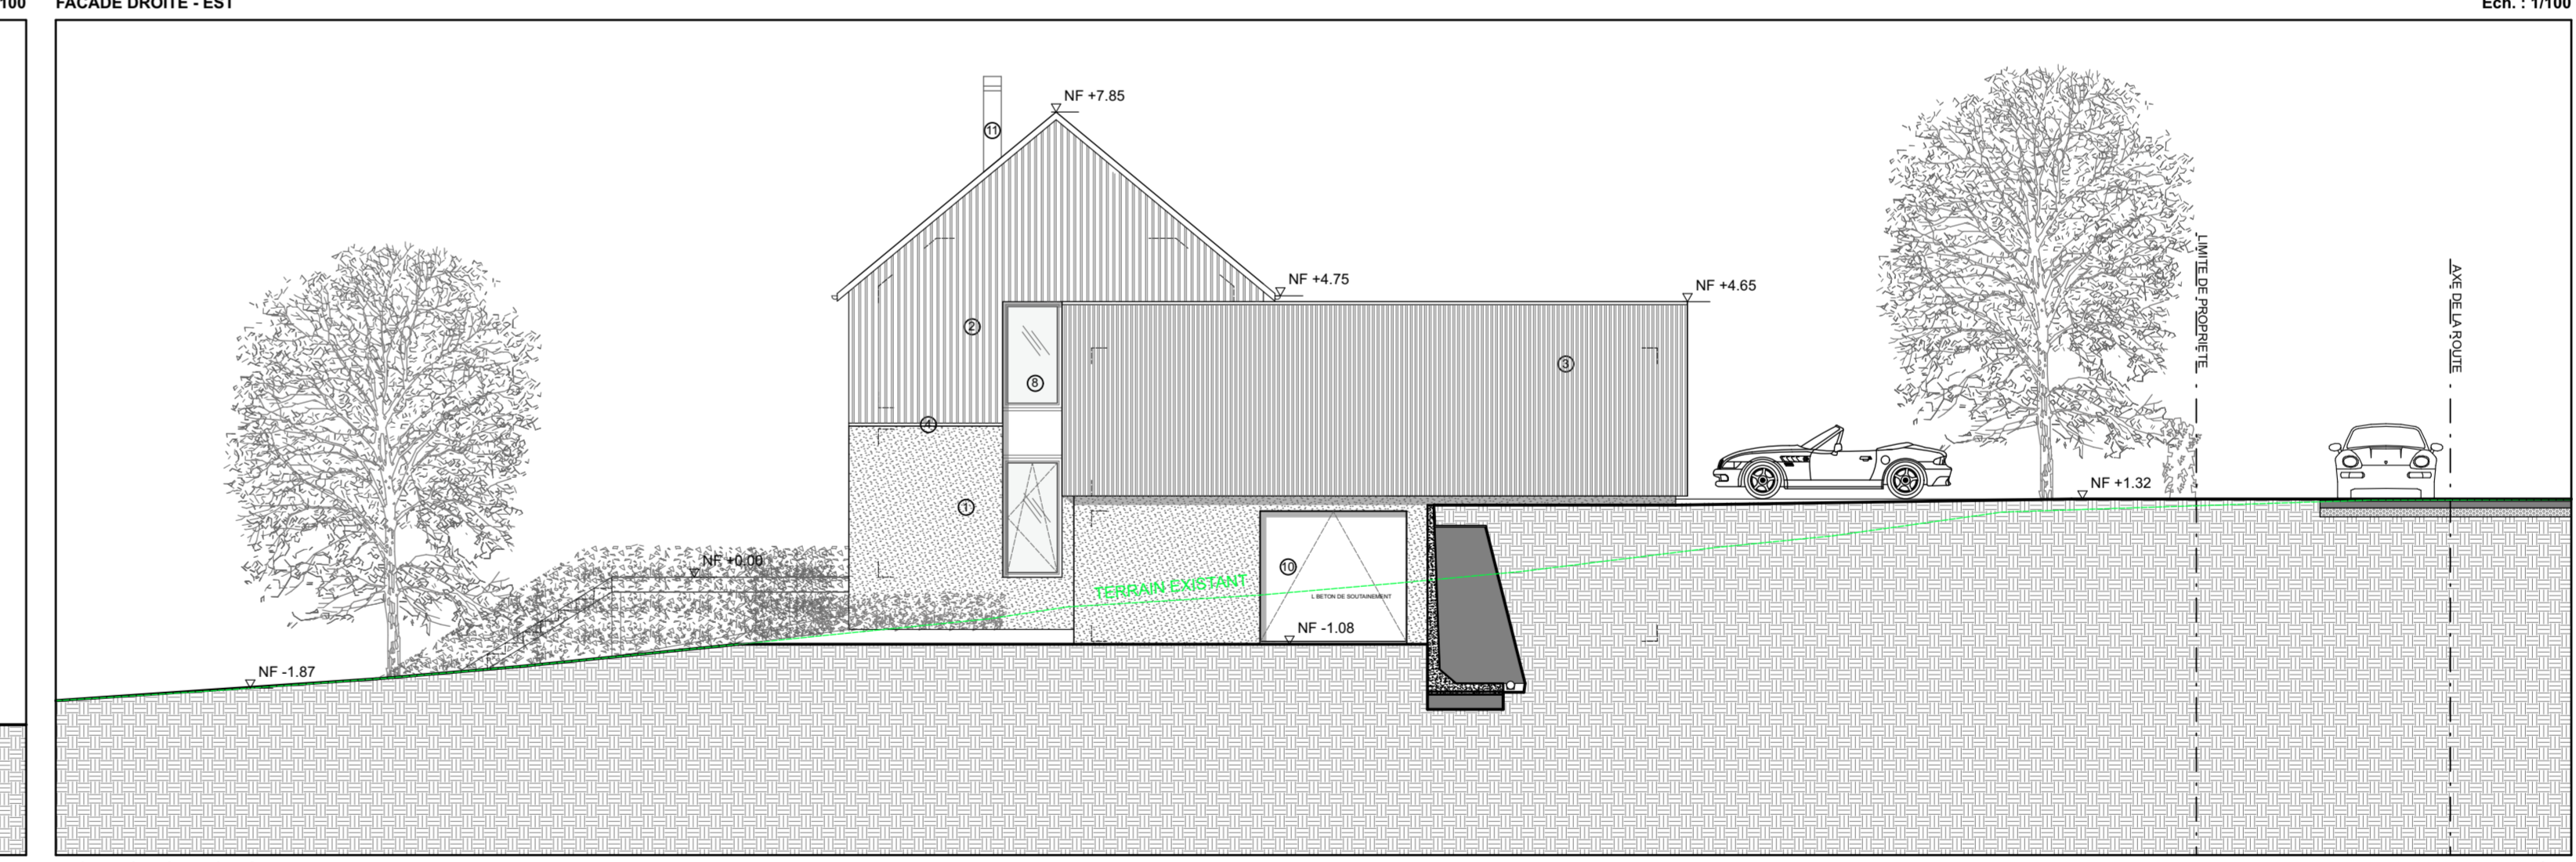 100 FACADE DROITE - EST Ech. : 1/100
NF +7.85
11
NF +4.75
NF +4.65
LIMITE DE PROPRIETE
AXE DE LA ROUTE
2
3
8
4
1
NF +1.32
NF +0.00
10
TERRAIN EXISTANT
L BETON DE SOUTAINEMENT
NF -1.08
NF -1.87